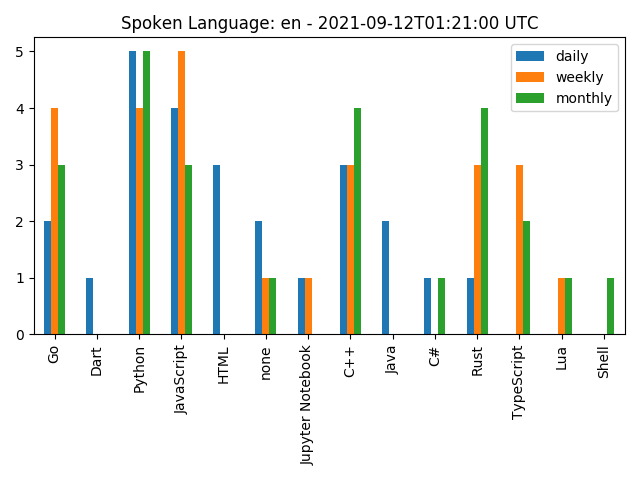 Spoken Language: en - 2021-09-12T01:21:00 UTC
daily
weekly
monthly
5
4
3
2
1
0
Go
Dart
Python
JavaScript
HTML
none
Jupyter Notebook
C++
Java
C#
Rust
TypeScript
Lua
Shell